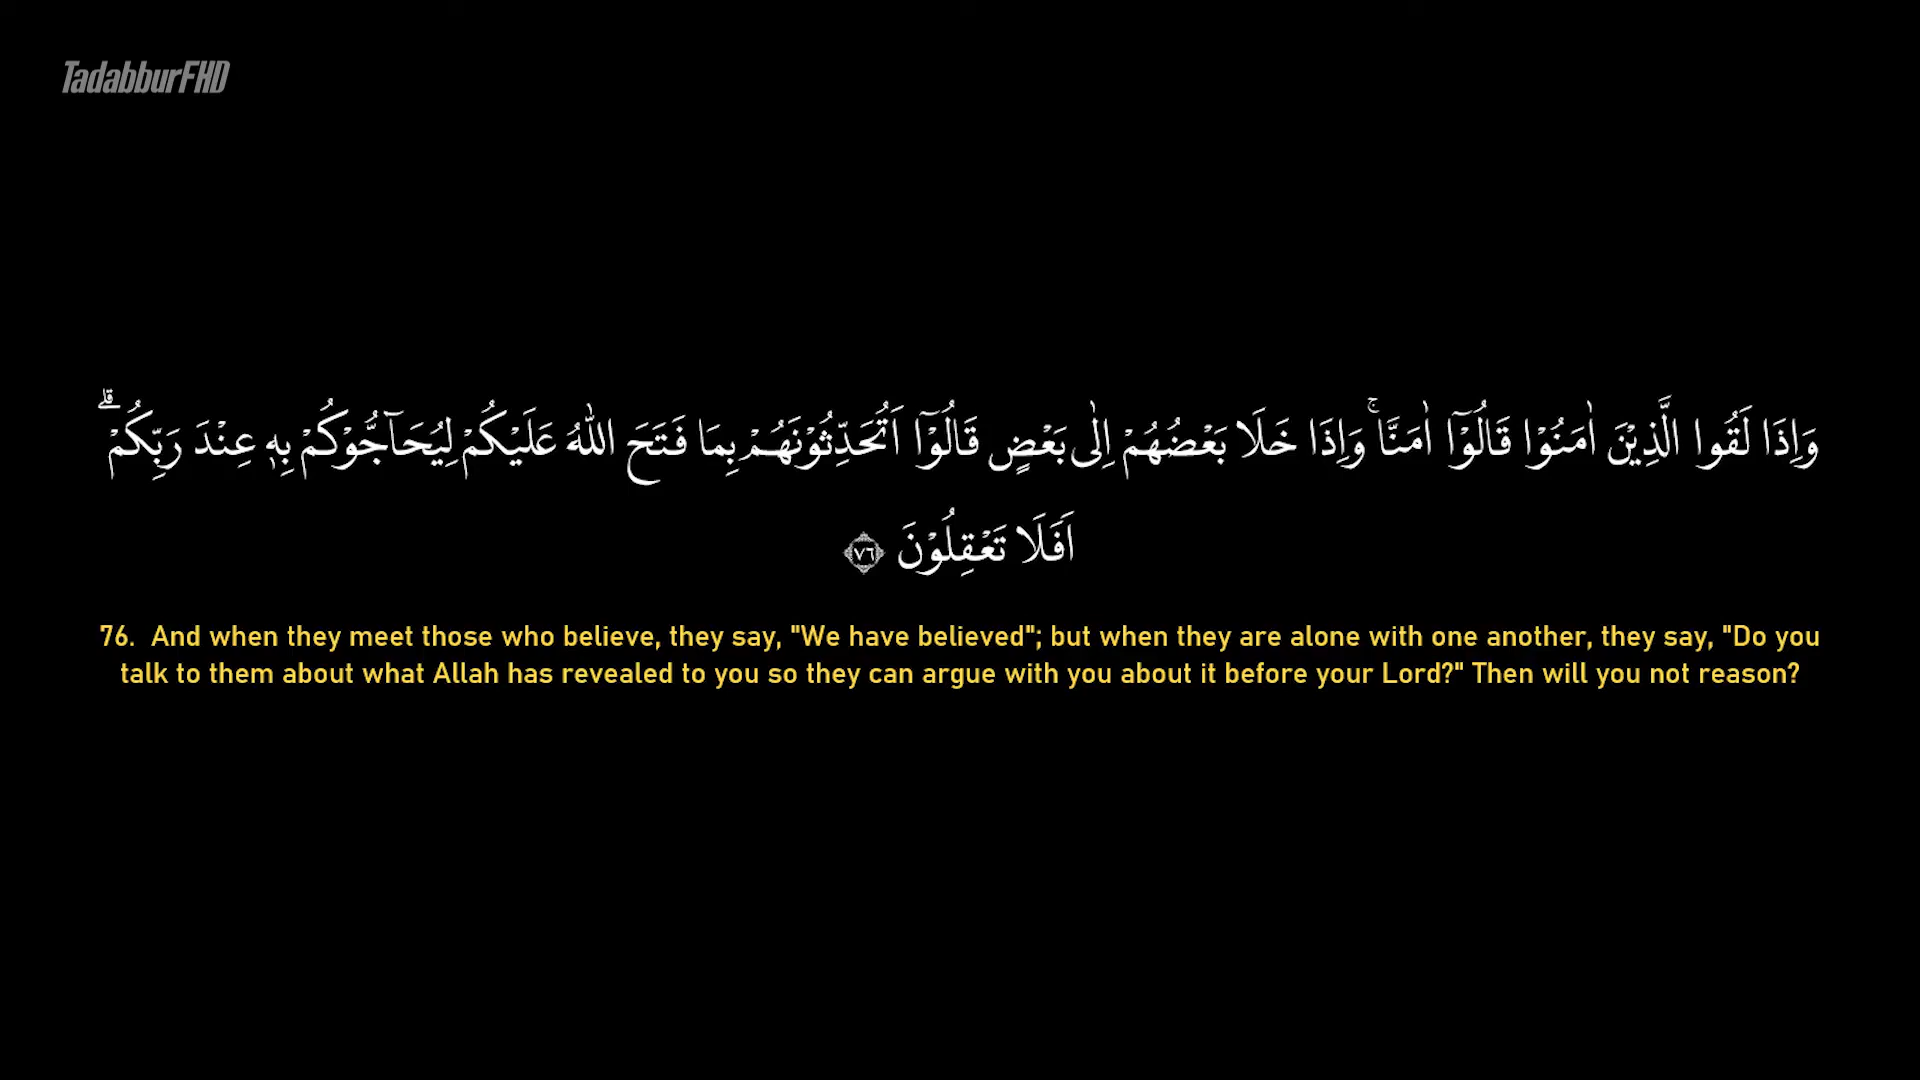 TadabburFHD
وَاِذَا لَقُوا الَّذِيْنَ اٰمَنُوْا قَالُوْٓا اٰمَنَّاۚ وَاِذَا خَلَا بَعْضُهُمْ اِلٰى بَعْضٍ قَالُوْٓا اَتُحَدِّثُوْنَهُمْ بِمَا فَتَحَ اللّٰهُ عَلَيْكُمْ لِيُحَاۤجُّوْكُمْ بِهٖ عِنْدَ رَبِّكُمْ ۗ
اَفَلَا تَعْقِلُوْنَ ٧٦
76. And when they meet those who believe, they say, "We have believed"; but when they are alone with one another, they say, "Do you
talk to them about what Allah has revealed to you so they can argue with you about it before your Lord?" Then will you not reason?